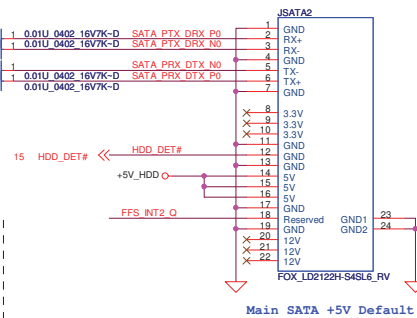 JSATA2
1 GND
1 0.01U_0402_16V7K~D SATA_PTX_DRX_P0 2 RX+
1 0.01U_0402_16V7K~D SATA_PTX_DRX_N0 3 RX-
4 GND
1 0.01U_0402_16V7K~D SATA_PRX_DTX_N0 5 TX-
1 0.01U_0402_16V7K~D SATA_PRX_DTX_P0 6 TX+
7 GND
8 3.3V
9 3.3V
10 3.3V
11 GND
15 HDD_DET# HDD_DET# 12 GND
13 GND
+5V_HDD 14 5V
15 5V
16 5V
17 GND
FFS_INT2_Q 18 Reserved GND1 23
19 GND GND2 24
20 12V
21 12V
22 12V
FOX_LD2122H-S4SL6_RV
Main SATA +5V Default